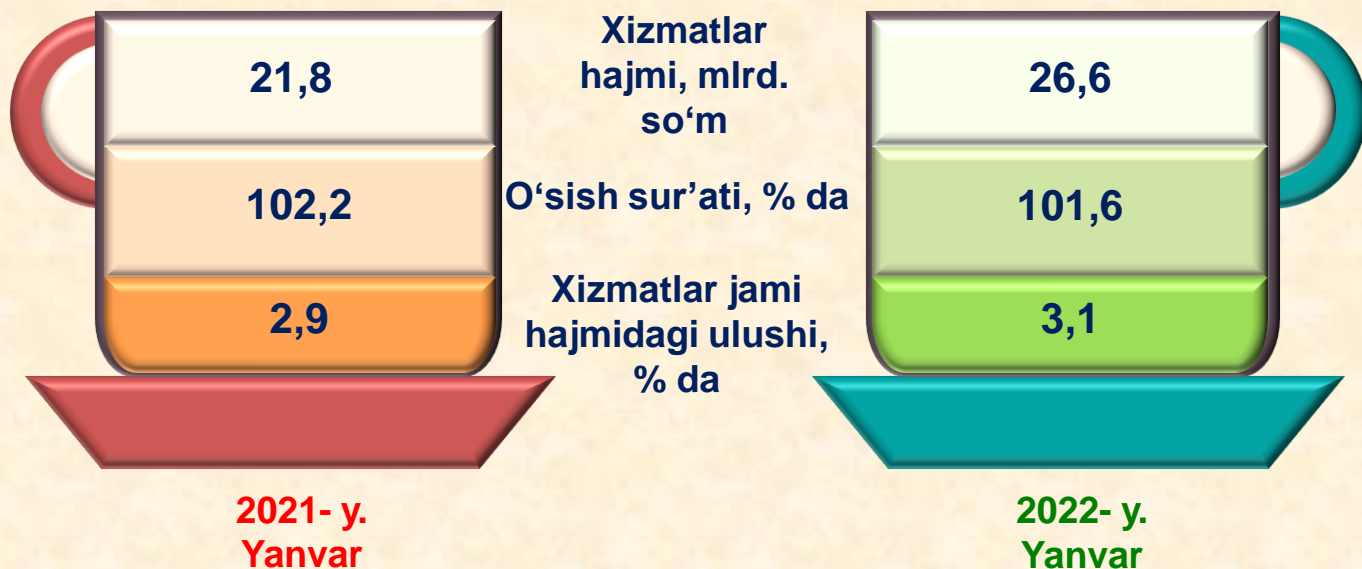 21,8
Xizmatlar
hajmi, mlrd.
so‘m
26,6
102,2
O‘sish sur’ati, % da
101,6
2,9
Xizmatlar jami
hajmidagi ulushi,
% da
3,1
2021- y.
Yanvar
2022- y.
Yanvar